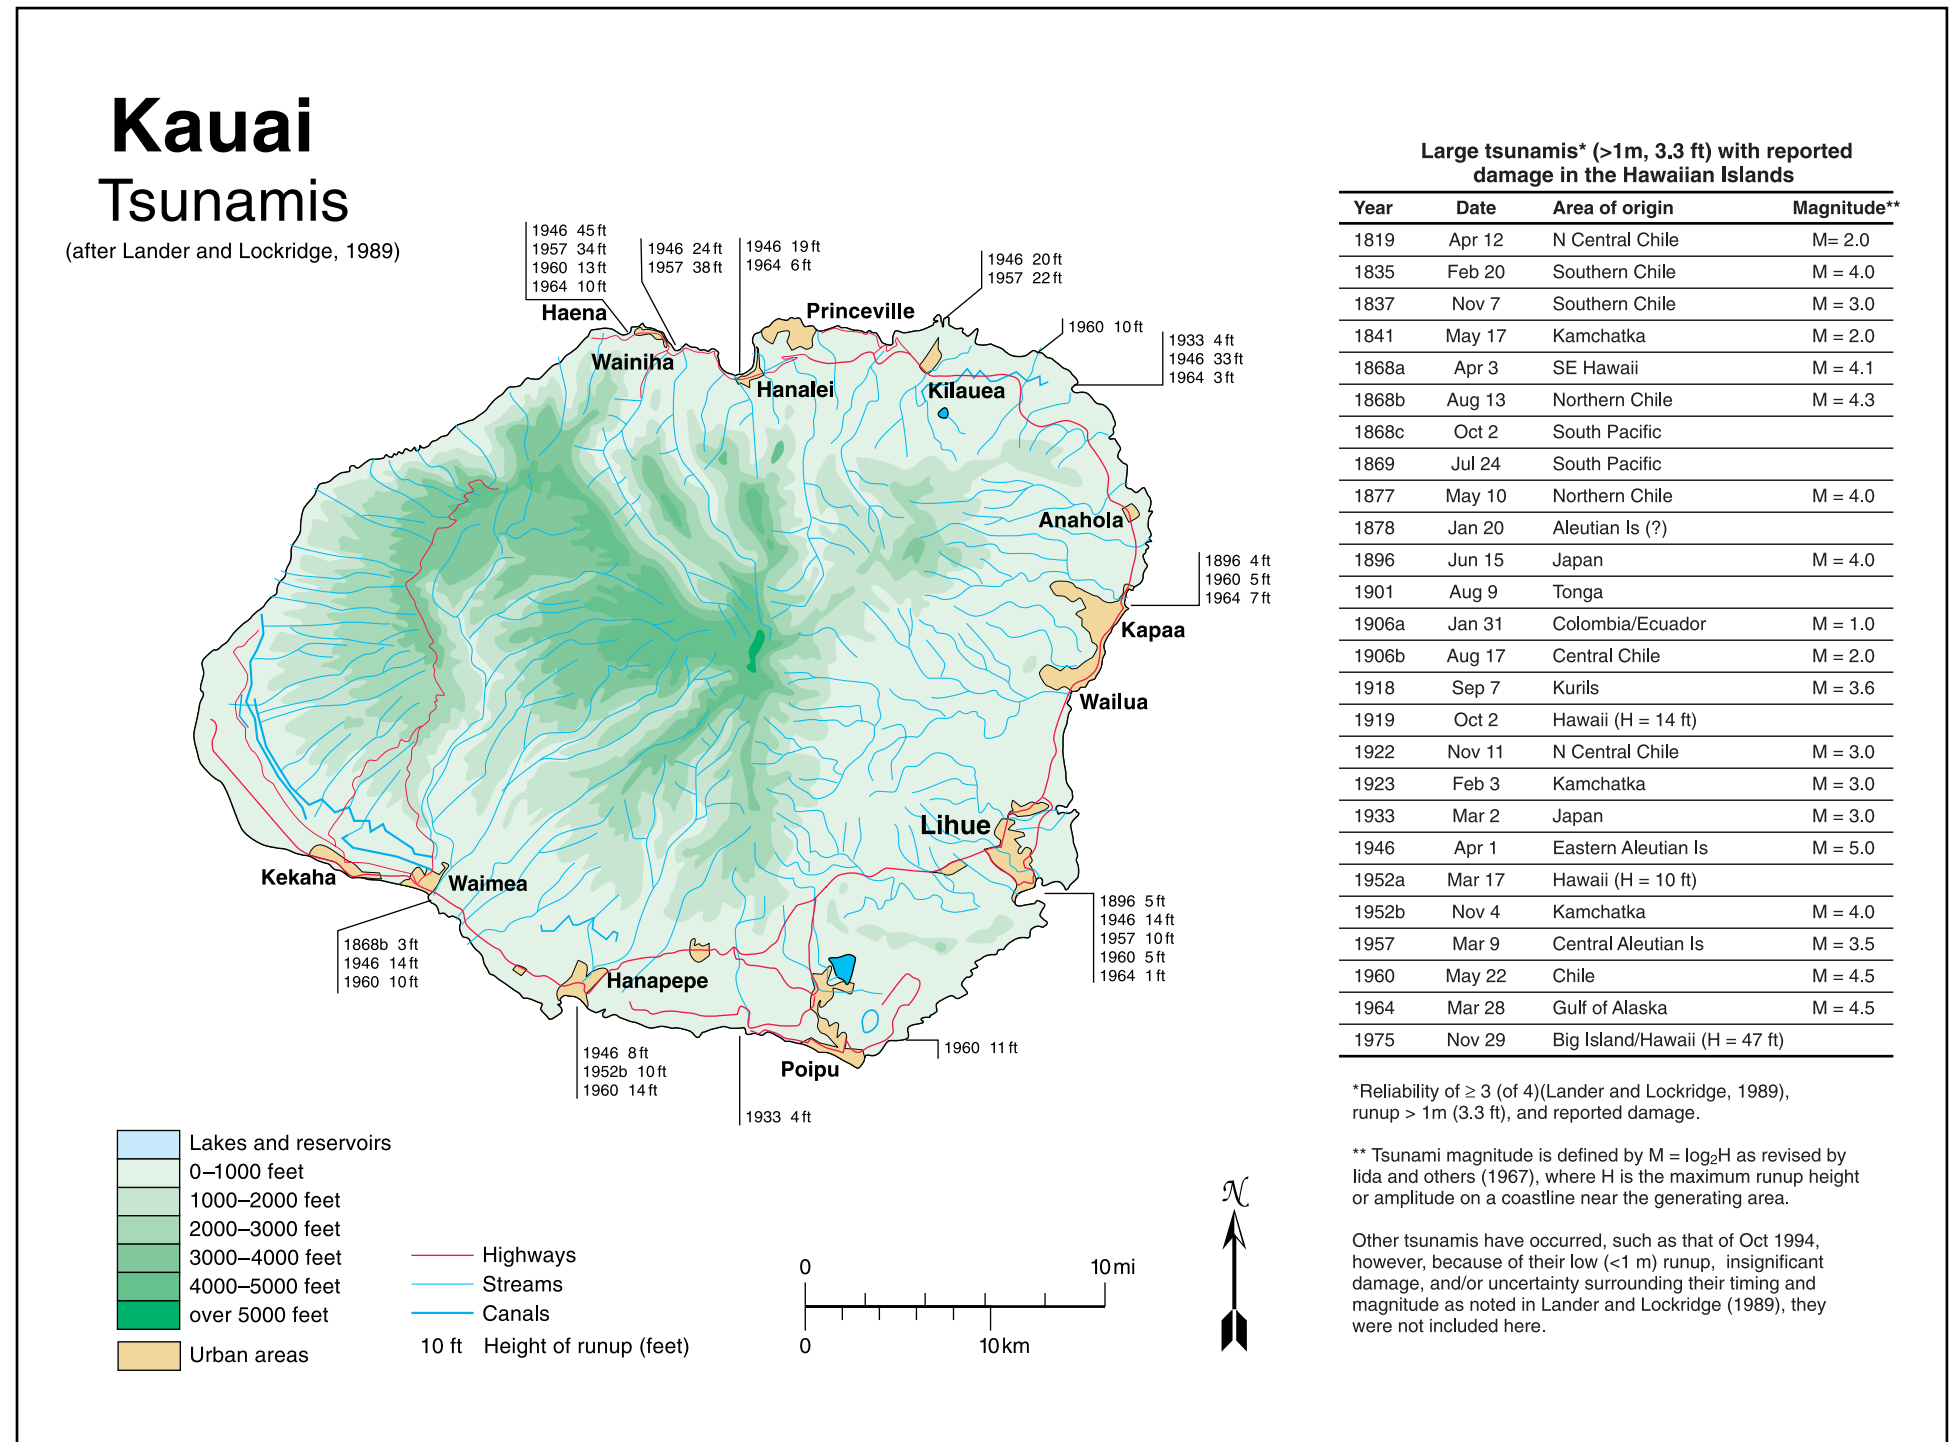 Kauai
Tsunamis
(after Lander and Lockridge, 1989)
1946 45 ft
1957 34 ft
1960 13 ft
1964 10 ft
1946 24 ft
1957 38 ft
1946 19 ft
1964 6 ft
1946 20 ft
1957 22 ft
1960 10 ft
1933 4 ft
1946 33 ft
1964 3 ft
Haena
Wainiha
Hanalei
Princeville
Kilauea
Anahola
1896 4 ft
1960 5 ft
1964 7 ft
Kapaa
Wailua
Lihue
1896 5 ft
1946 14 ft
1957 10 ft
1960 5 ft
1964 1 ft
Kekaha
Waimea
1868b 3 ft
1946 14 ft
1960 10 ft
Hanapepe
1946 8 ft
1952b 10 ft
1960 14 ft
Poipu
1960 11 ft
1933 4 ft
Lakes and reservoirs
0–1000 feet
1000–2000 feet
2000–3000 feet
3000–4000 feet
4000–5000 feet
over 5000 feet
Urban areas
Highways
Streams
Canals
10 ft Height of runup (feet)
0 10 mi
0 10 km
N
Large tsunamis* (>1m, 3.3 ft) with reported
damage in the Hawaiian Islands
Year Date Area of origin Magnitude**
1819 Apr 12 N Central Chile M= 2.0
1835 Feb 20 Southern Chile M = 4.0
1837 Nov 7 Southern Chile M = 3.0
1841 May 17 Kamchatka M = 2.0
1868a Apr 3 SE Hawaii M = 4.1
1868b Aug 13 Northern Chile M = 4.3
1868c Oct 2 South Pacific
1869 Jul 24 South Pacific
1877 May 10 Northern Chile M = 4.0
1878 Jan 20 Aleutian Is (?)
1896 Jun 15 Japan M = 4.0
1901 Aug 9 Tonga
1906a Jan 31 Colombia/Ecuador M = 1.0
1906b Aug 17 Central Chile M = 2.0
1918 Sep 7 Kurils M = 3.6
1919 Oct 2 Hawaii (H = 14 ft)
1922 Nov 11 N Central Chile M = 3.0
1923 Feb 3 Kamchatka M = 3.0
1933 Mar 2 Japan M = 3.0
1946 Apr 1 Eastern Aleutian Is M = 5.0
1952a Mar 17 Hawaii (H = 10 ft)
1952b Nov 4 Kamchatka M = 4.0
1957 Mar 9 Central Aleutian Is M = 3.5
1960 May 22 Chile M = 4.5
1964 Mar 28 Gulf of Alaska M = 4.5
1975 Nov 29 Big Island/Hawaii (H = 47 ft)
*Reliability of ≥ 3 (of 4)(Lander and Lockridge, 1989),
runup > 1m (3.3 ft), and reported damage.
** Tsunami magnitude is defined by M = log₂H as revised by
Iida and others (1967), where H is the maximum runup height
or amplitude on a coastline near the generating area.
Other tsunamis have occurred, such as that of Oct 1994,
however, because of their low (<1 m) runup, insignificant
damage, and/or uncertainty surrounding their timing and
magnitude as noted in Lander and Lockridge (1989), they
were not included here.